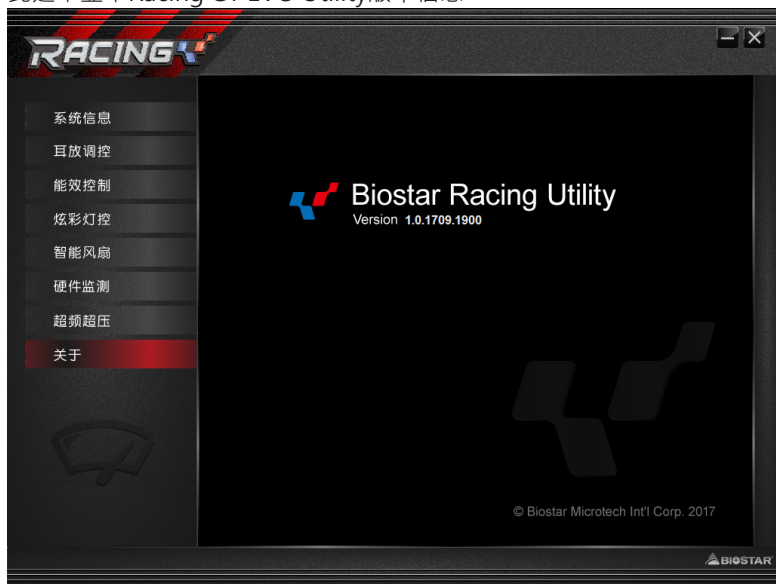 RACING
系统信息
耳放调控
能效控制
炫彩灯控
智能风扇
硬件监测
超频超压
关于
Biostar Racing Utility
Version 1.0.1709.1900
© Biostar Microtech Int'l Corp. 2017
BIOSTAR